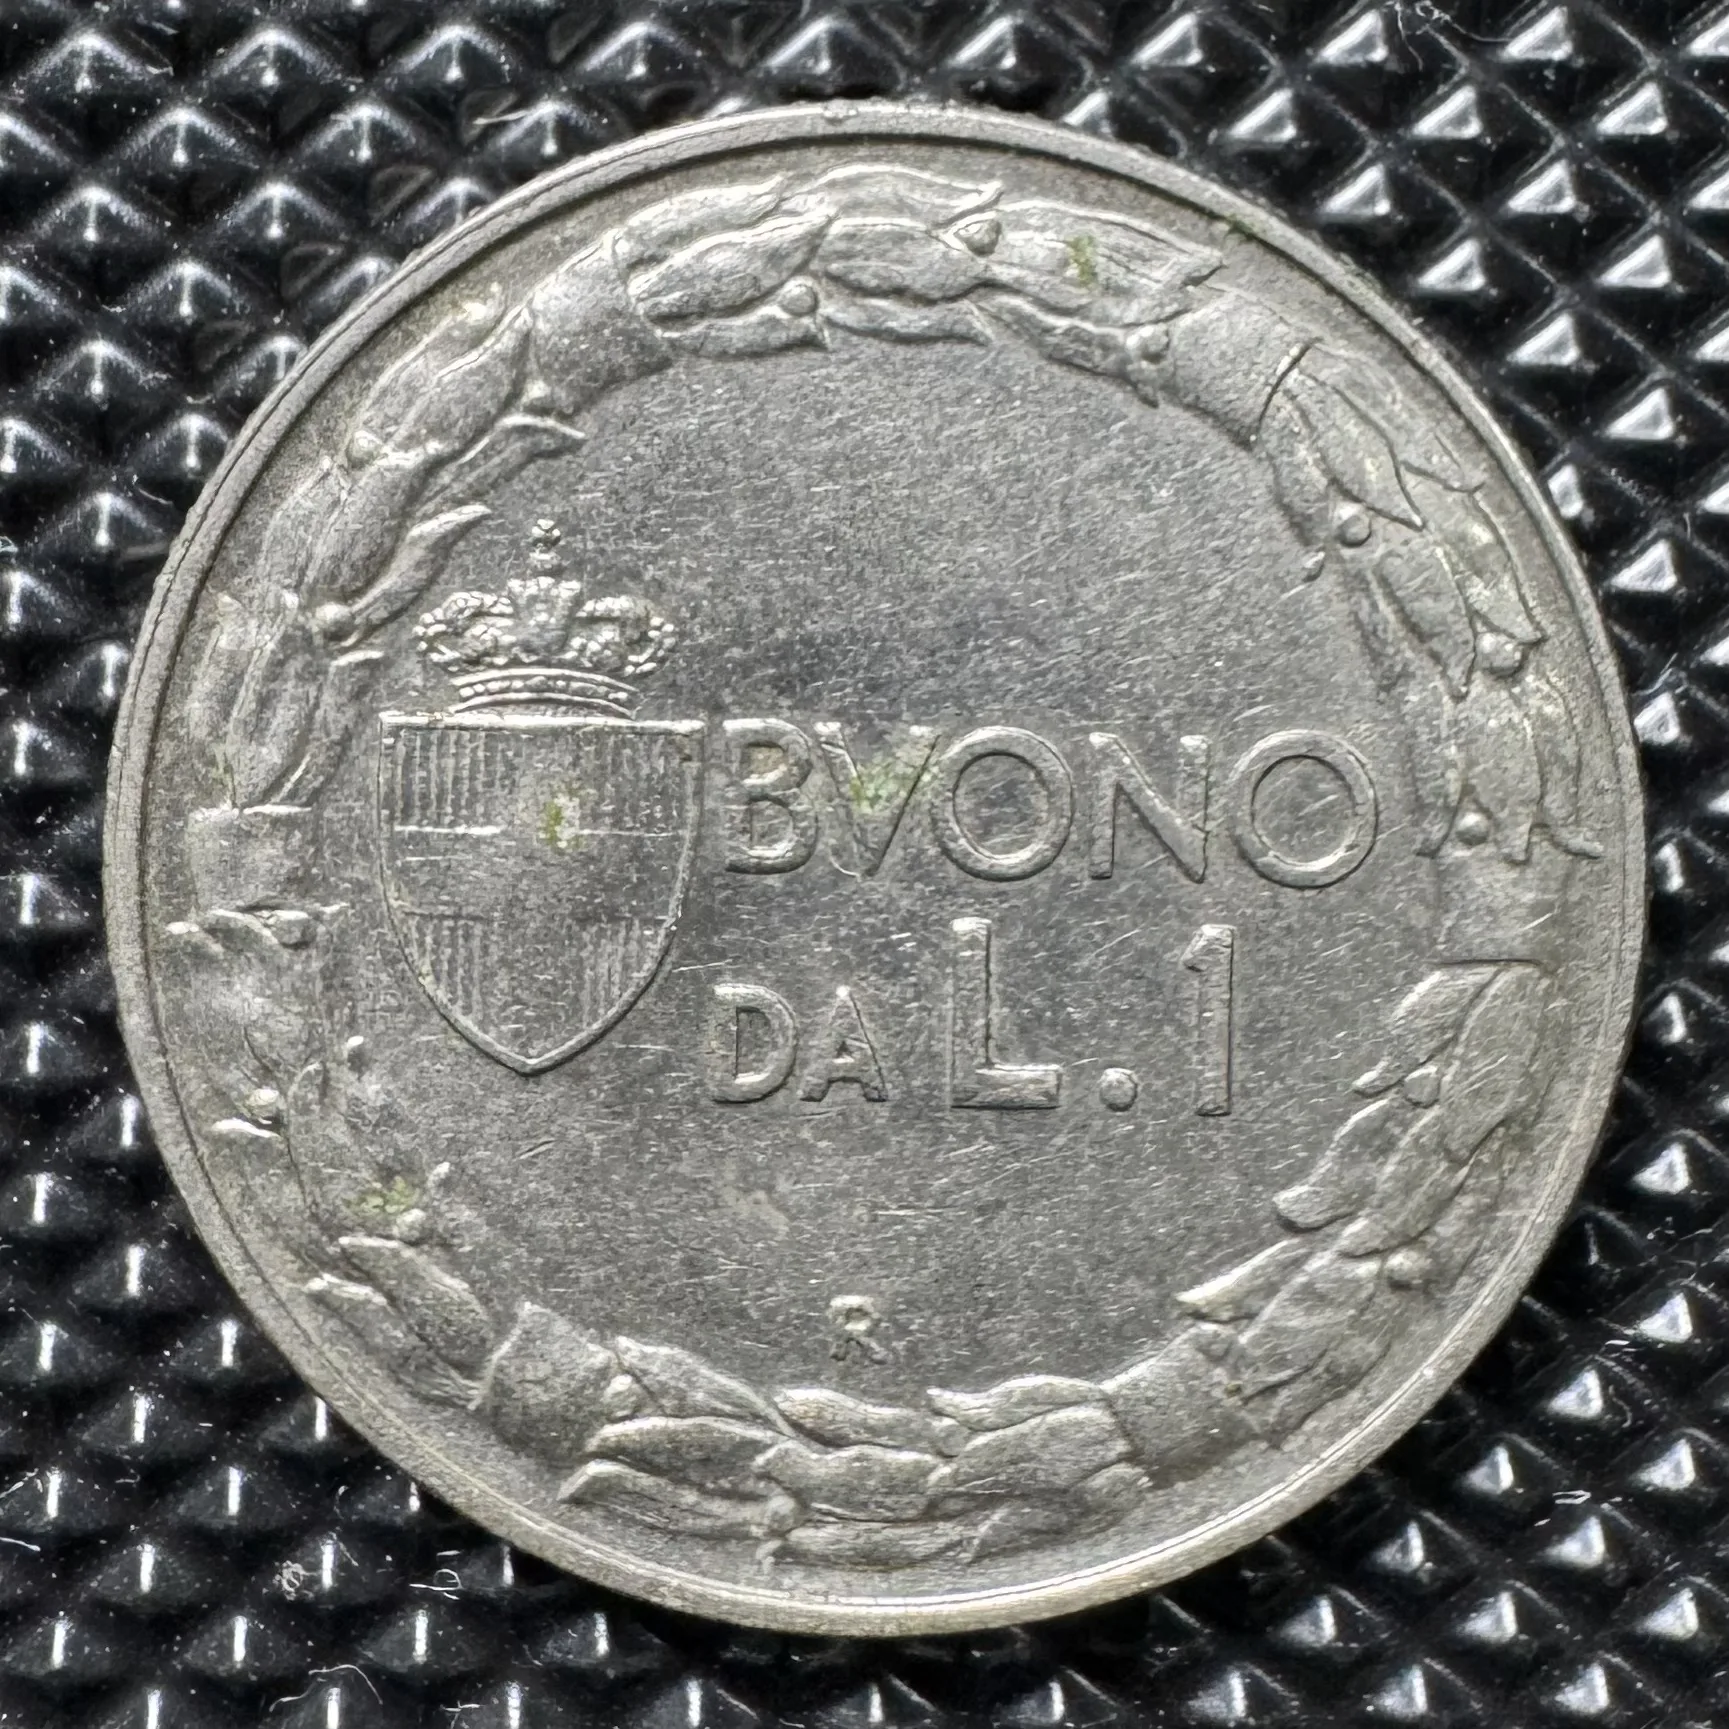 BVONO
DA L. 1
R